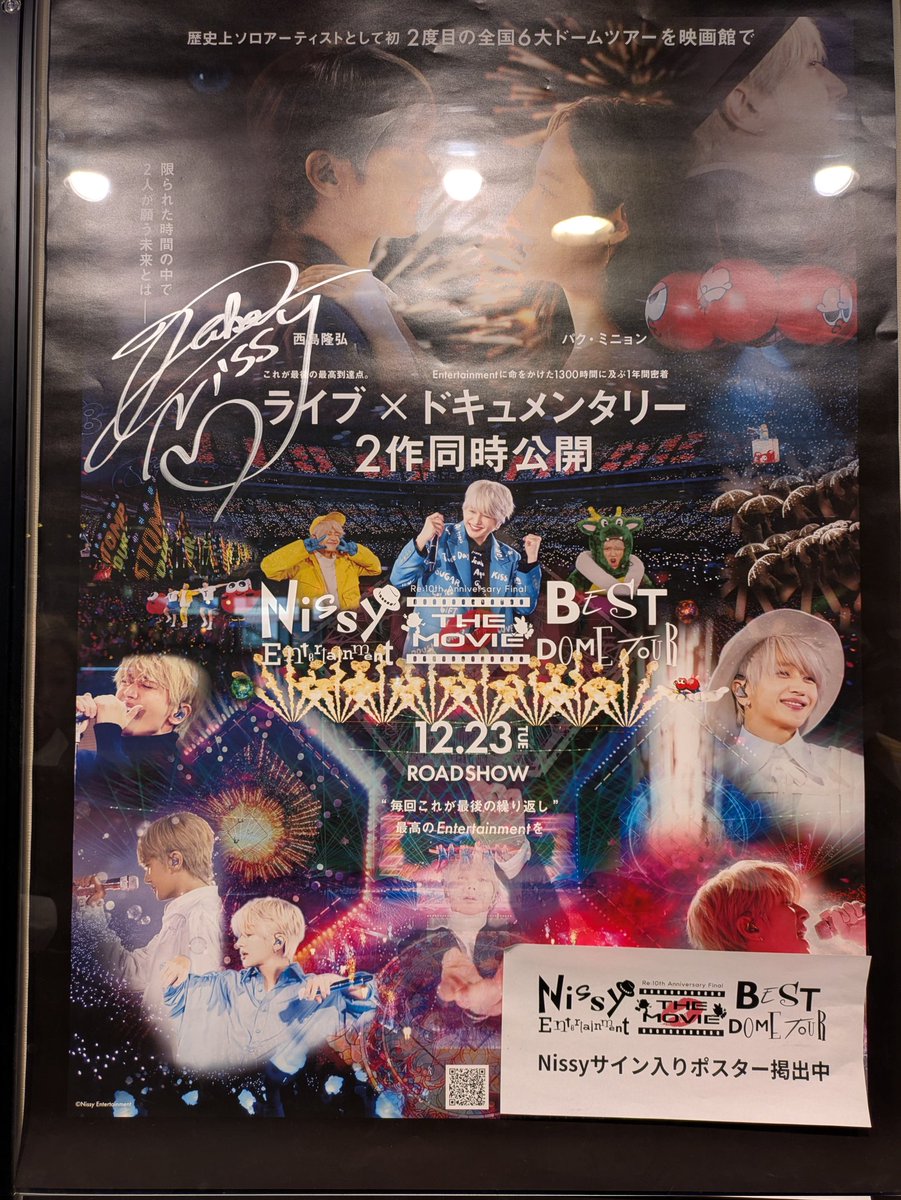 歴史上ソロアーティストとして初 2度目の全国6大ドームツアーを映画館で
限られた時間の中で
2人が願う未来とは——
Nissy
西島隆弘
パク・ミニョン
これが最後の最高到達点。
Entertainmentに命をかけた1300時間に及ぶ1年間密着
ライブ×ドキュメンタリー
2作同時公開
Re:10th Anniversary Final
Nissy Entertainment THE MOVIE BEST DOME TOUR
12.23 TUE
ROADSHOW
“毎回これが最後の繰り返し”
最高のEntertainmentを
Re:10th Anniversary Final
Nissy Entertainment THE MOVIE BEST DOME TOUR
Nissyサイン入りポスター掲出中
©Nissy Entertainment